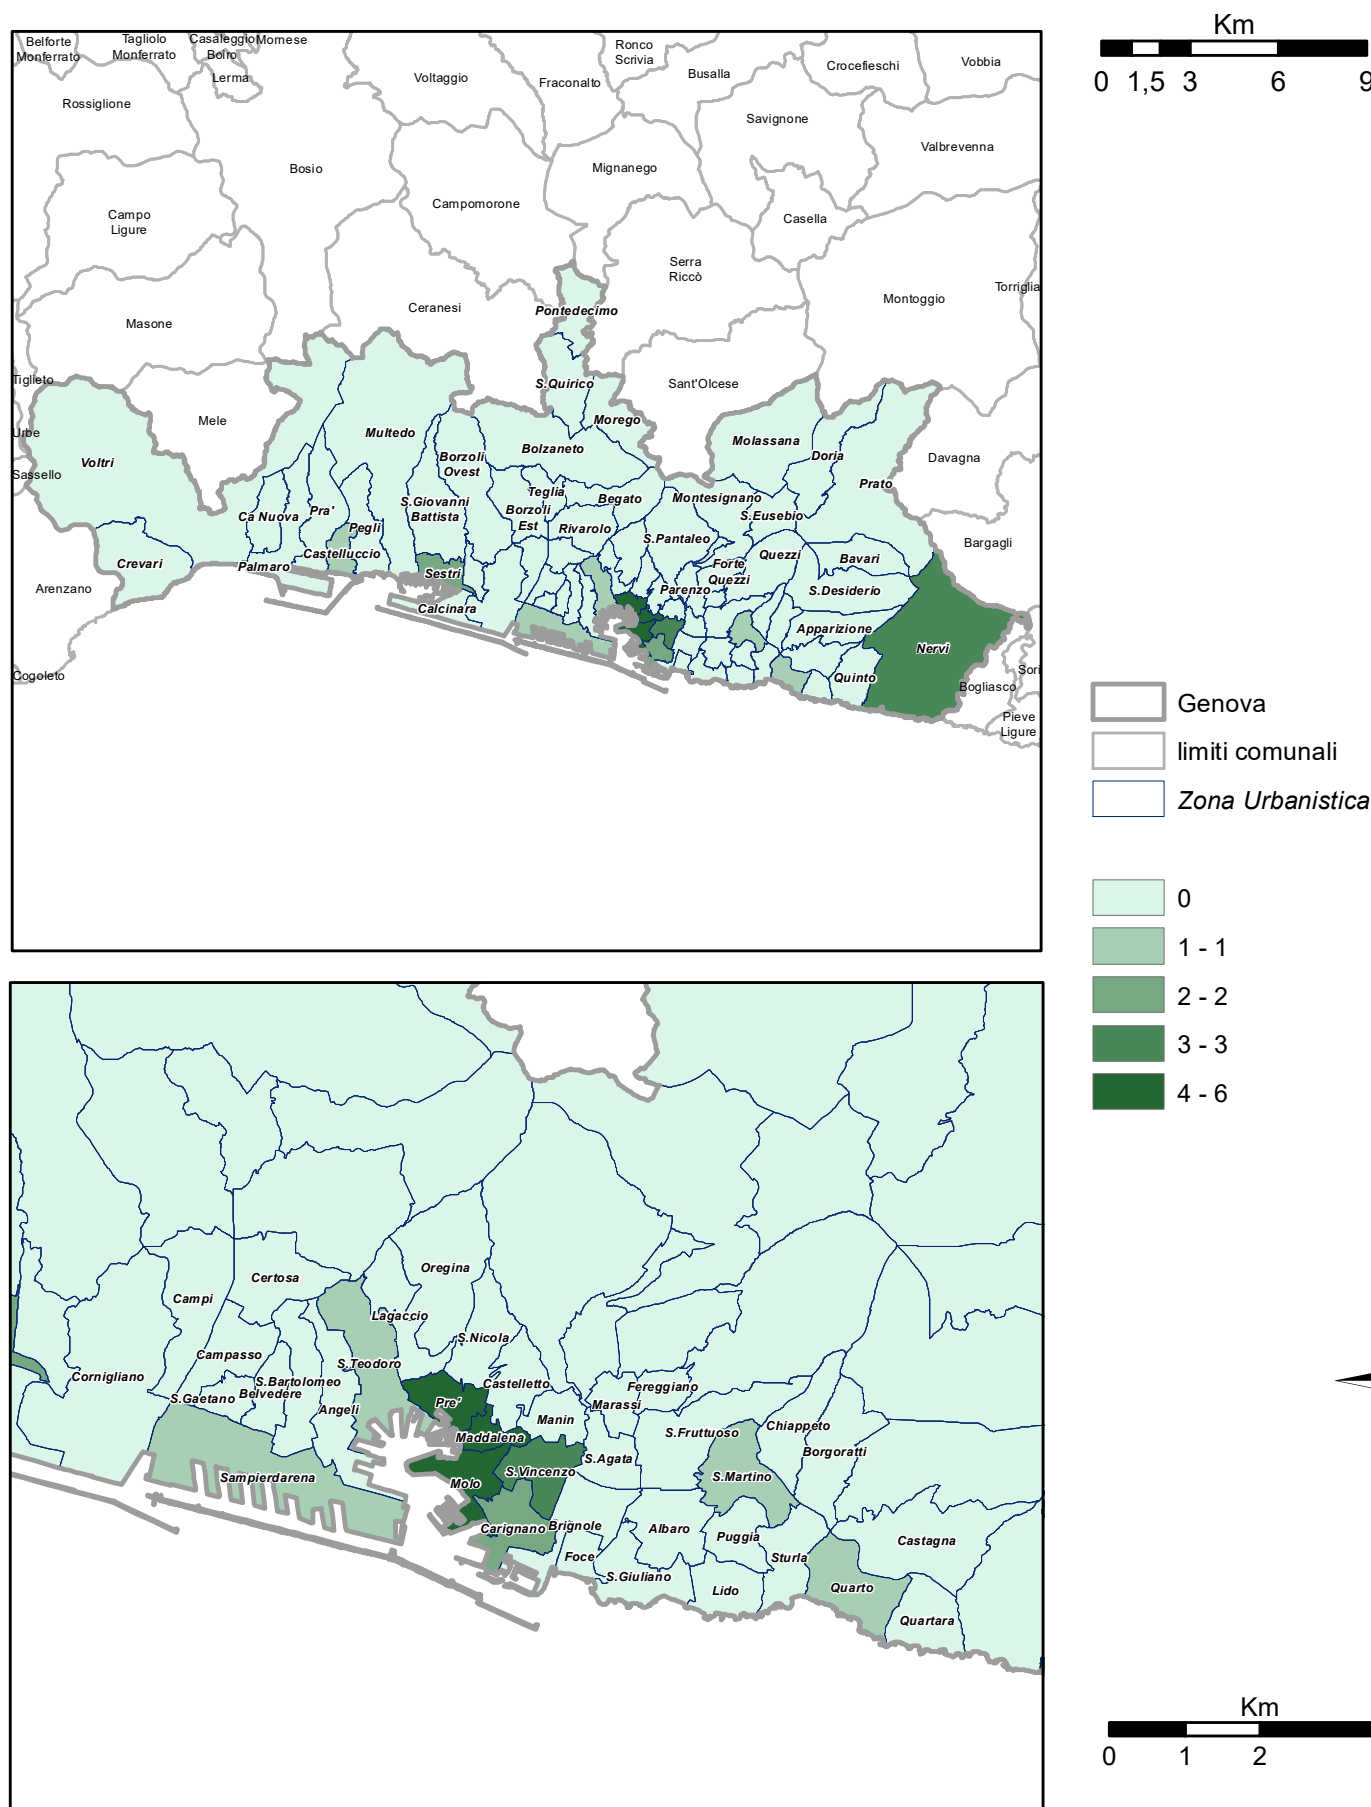 Belforte
Monferrato
Tagliolo
Monferrato
Casaleggio
Boiro
Mornese
Lerma
Voltaggio
Fraconalto
Ronco
Scrivia
Busalla
Crocefieschi
Vobbia
Rossiglione
Savignone
Valbrevenna
Bosio
Mignanego
Campo
Ligure
Campomorone
Casella
Serra
Riccò
Montoggio
Torriglia
Masone
Ceranesi
Pontedecimo
Tiglieto
S.Quirico
Sant'Olcese
Mele
Morego
Urbe
Multedo
Molassana
Bolzaneto
Doria
Davagna
Voltri
Borzoli
Ovest
Sassello
Prato
Teglia
Begato
Montesignano
Ca Nuova
Pra'
S.Giovanni
Battista
Borzoli
Est
S.Eusebio
Pegli
Rivarolo
S.Pantaleo
Bargagli
Castelluccio
Quezzi
Bavari
Crevari
Palmaro
Forte
Quezzi
Sestri
Arenzano
Parenzo
S.Desiderio
Calcinara
Apparizione
Nervi
Cogoleto
Quinto
Sori
Bogliasco
Pieve
Ligure
Km
0 1,5 3 6 9
Genova
limiti comunali
Zona Urbanistica
0
1 - 1
2 - 2
3 - 3
4 - 6
Oregina
Certosa
Campi
Lagaccio
S.Nicola
Campasso
S.Teodoro
Cornigliano
S.Bartolomeo
Castelletto
Fereggiano
Belvedere
S.Gaetano
Pre'
Marassi
Angeli
Manin
Chiappeto
Maddalena
S.Fruttuoso
Borgoratti
S.Agata
Sampierdarena
S.Vincenzo
S.Martino
Molo
Carignano
Brignole
Albaro
Puggia
Castagna
Foce
Sturla
S.Giuliano
Lido
Quarto
Quartara
Km
0 1 2